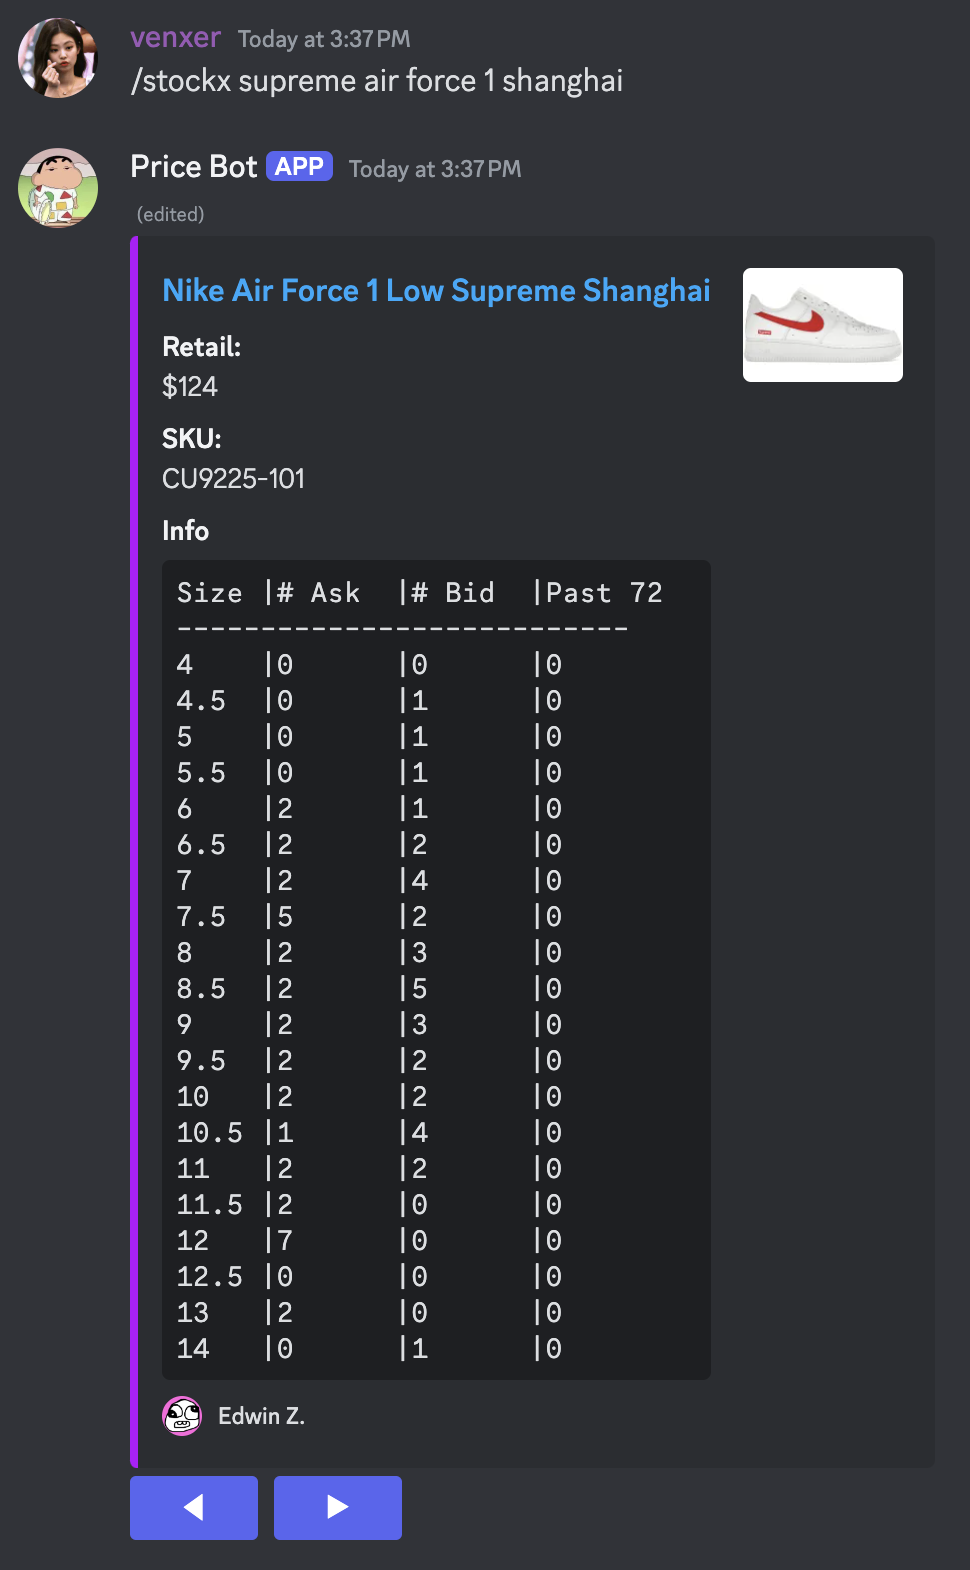 venxer Today at 3:37 PM
/stockx supreme air force 1 shanghai
Price Bot APP Today at 3:37 PM
(edited)
Nike Air Force 1 Low Supreme Shanghai
Retail:
$124
SKU:
CU9225-101
Info
Size |# Ask |# Bid |Past 72
---------------------------
4 |0 |0 |0
4.5 |0 |1 |0
5 |0 |1 |0
5.5 |0 |1 |0
6 |2 |1 |0
6.5 |2 |2 |0
7 |2 |4 |0
7.5 |5 |2 |0
8 |2 |3 |0
8.5 |2 |5 |0
9 |2 |3 |0
9.5 |2 |2 |0
10 |2 |2 |0
10.5 |1 |4 |0
11 |2 |2 |0
11.5 |2 |0 |0
12 |7 |0 |0
12.5 |0 |0 |0
13 |2 |0 |0
14 |0 |1 |0
Edwin Z.